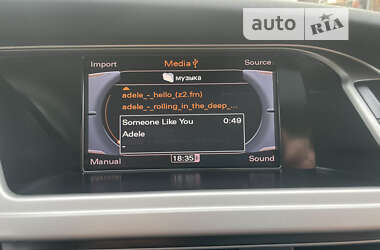 auto RIA
Import Media Source
музыка
adele_-_hello_(z2.fm)
adele_-_rolling_in_the_deep_...
Someone Like You 0:49
Adele
-
Manual 18:35 Sound